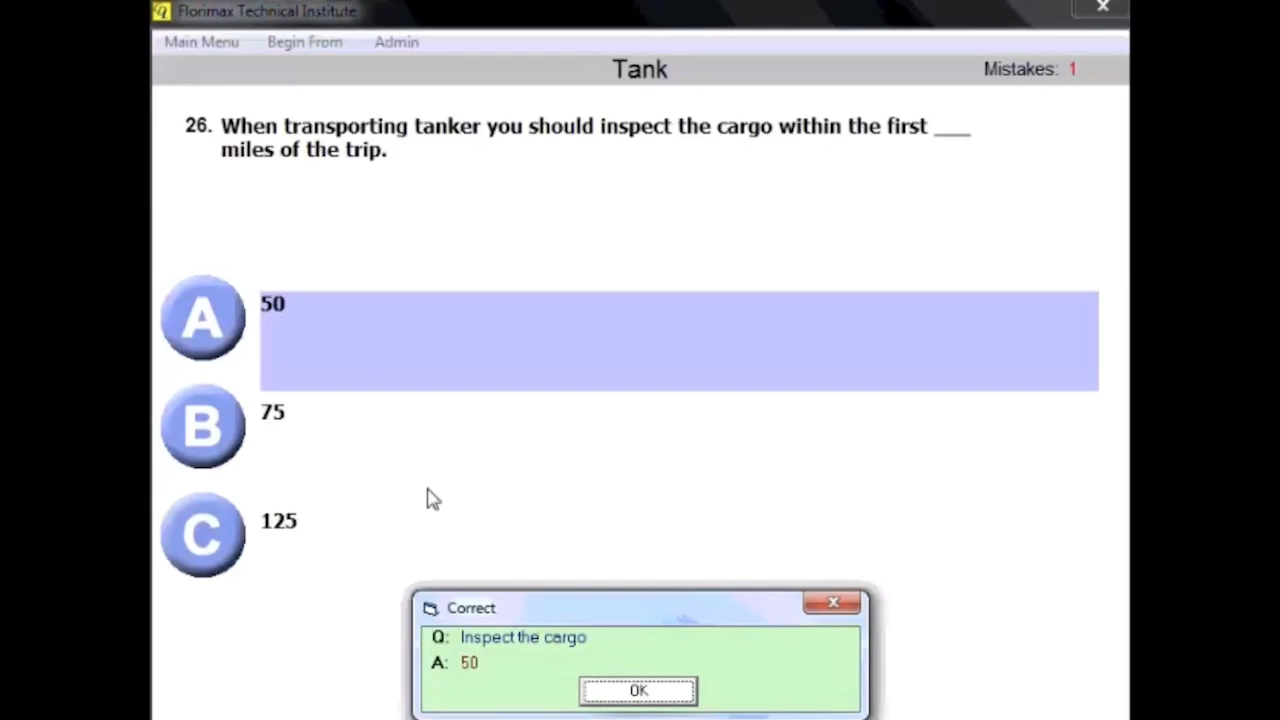 Florimax Technical Institute
Main Menu Begin From Admin
Tank Mistakes: 1
26. When transporting tanker you should inspect the cargo within the first ___
miles of the trip.
A 50
B 75
C 125
Correct
Q: Inspect the cargo
A: 50
OK